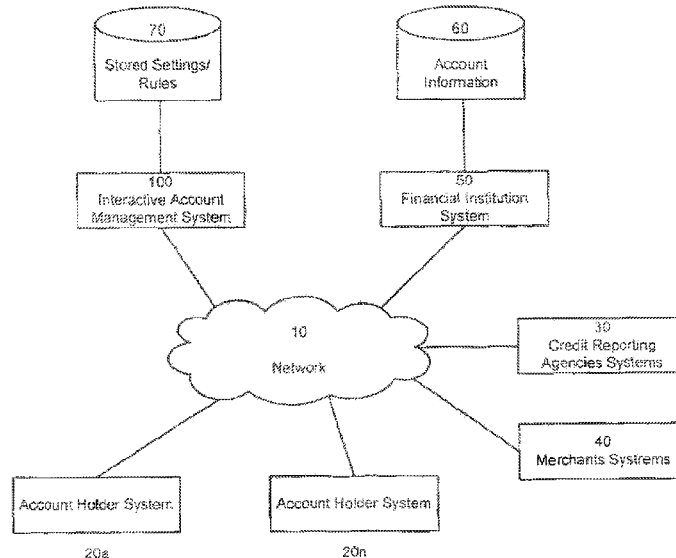 70
Stored Settings/
Rules
60
Account
Information
100
Interactive Account
Management System
50
Financial Institution
System
10
Network
30
Credit Reporting
Agencies Systems
40
Merchants Systrems
Account Holder System
20a
Account Holder System
20n